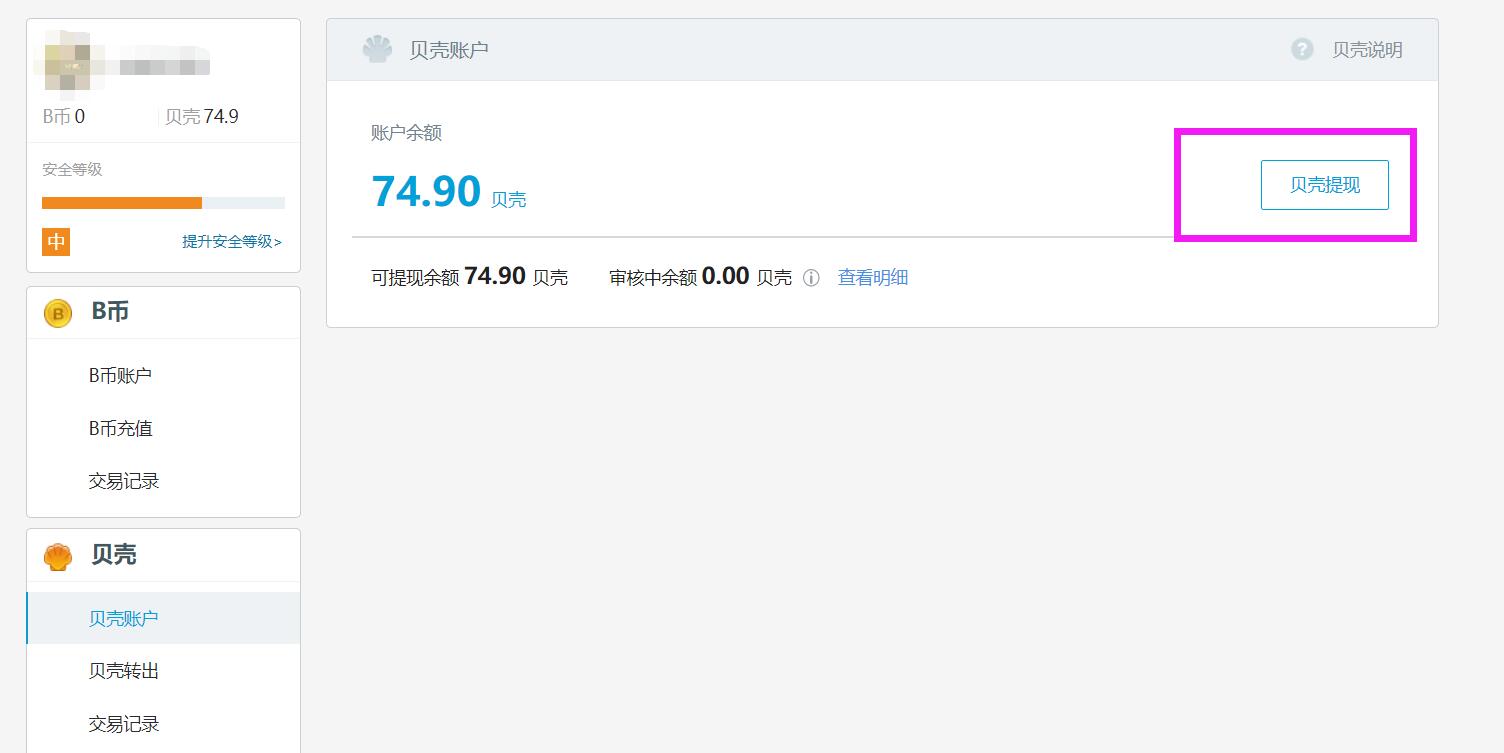 B币 0 贝壳 74.9
安全等级
中 提升安全等级>
B
B币
B币账户
B币充值
交易记录
贝壳
贝壳账户
贝壳转出
交易记录
贝壳账户
? 贝壳说明
账户余额
74.90 贝壳
贝壳提现
可提现余额 74.90 贝壳 审核中余额 0.00 贝壳 查看明细